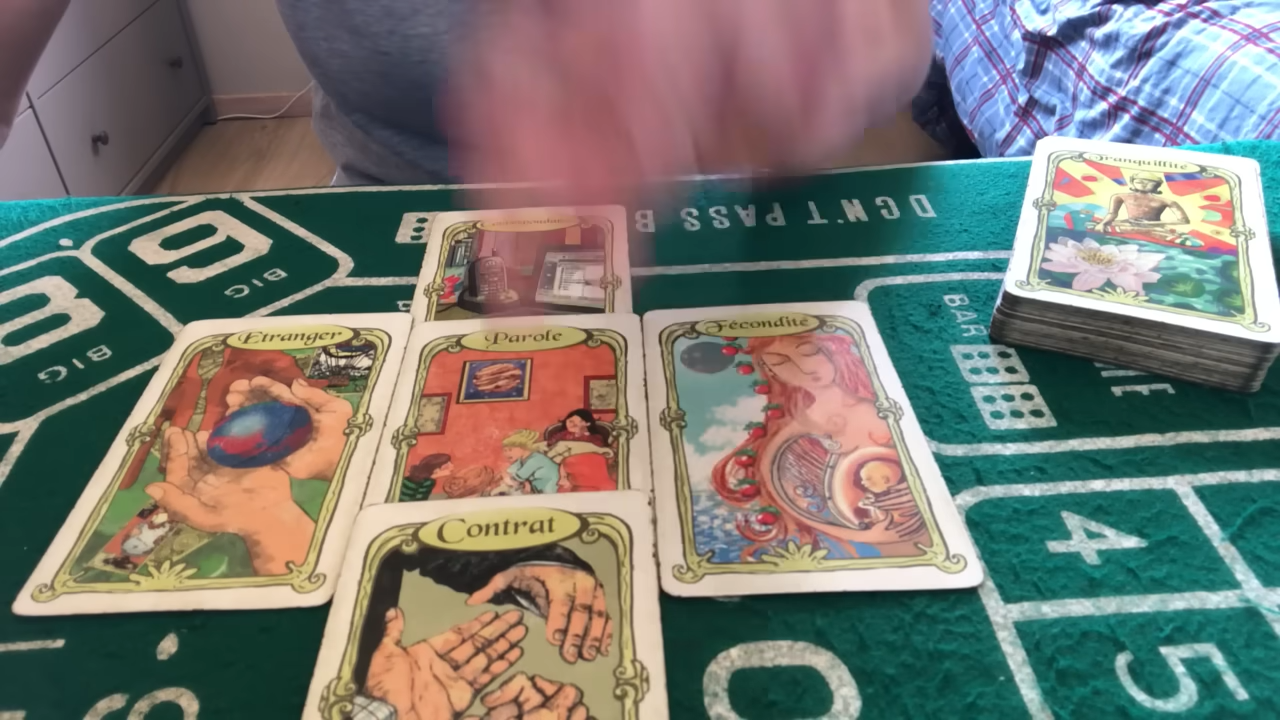 Tranquillité
DON'T PASS B
6
BIG
8
BIG
BAR
Etranger
Parole
Fécondité
Contrat
4
5